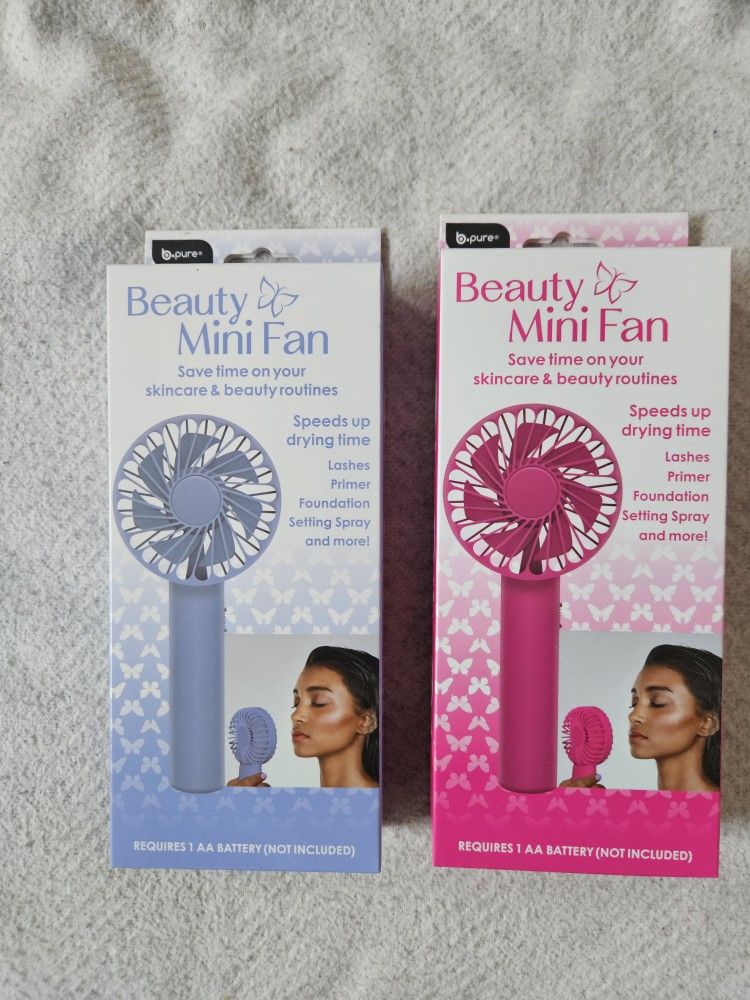 b.pure®
Beauty
Mini Fan
Save time on your
skincare & beauty routines
Speeds up
drying time
Lashes
Primer
Foundation
Setting Spray
and more!
REQUIRES 1 AA BATTERY (NOT INCLUDED)
b.pure®
Beauty
Mini Fan
Save time on your
skincare & beauty routines
Speeds up
drying time
Lashes
Primer
Foundation
Setting Spray
and more!
REQUIRES 1 AA BATTERY (NOT INCLUDED)